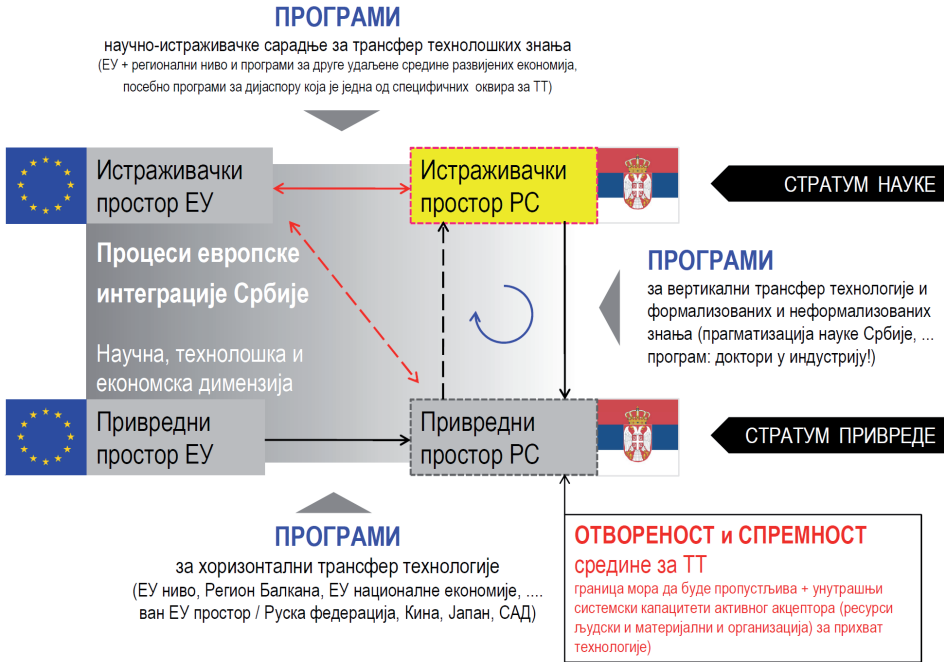 ПРОГРАМИ
научно-истраживачке сарадње за трансфер технолошких знања
(ЕУ + регионални ниво и програми за друге удаљене средине развијених економија,
посебно програми за дијаспору која је једна од специфичних оквира за ТТ)
Истраживачки
простор ЕУ
Истраживачки
простор РС
СТРАТУМ НАУКЕ
Процеси европске
интеграције Србије
Научна, технолошка и
економска димензија
ПРОГРАМИ
за вертикални трансфер технологије и
формализованих и неформализованих
знања (прагматизација науке Србије, ...
програм: доктори у индустрију!)
Привредни
простор ЕУ
Привредни
простор РС
СТРАТУМ ПРИВРЕДЕ
ПРОГРАМИ
за хоризонтални трансфер технологије
(ЕУ ниво, Регион Балкана, ЕУ националне економије, ....
ван ЕУ простор / Руска федерација, Кина, Јапан, САД)
ОТВОРЕНОСТ и СПРЕМНОСТ
средине за ТТ
граница мора да буде пропустљива + унутрашњи
системски капацитети активног акцептора (ресурси
људски и материјални и организација) за прихват
технологије)